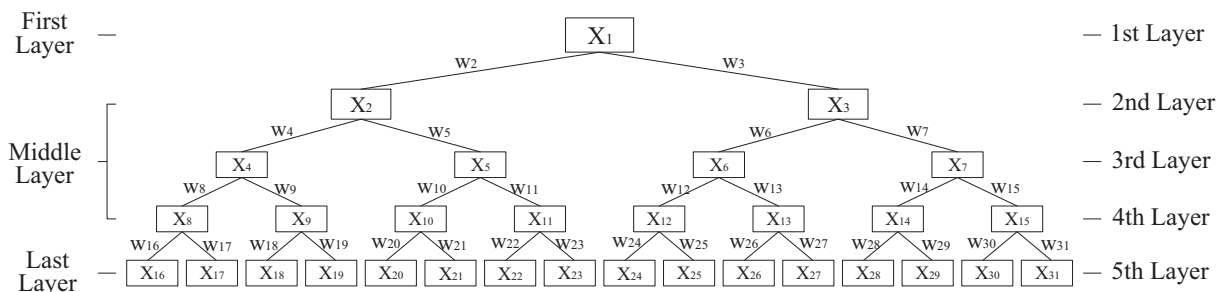 First
Layer
X1
1st Layer
W2 W3
X2 X3
2nd Layer
W4 W5 W6 W7
Middle
Layer
X4 X5 X6 X7
3rd Layer
W8 W9 W10 W11 W12 W13 W14 W15
X8 X9 X10 X11 X12 X13 X14 X15
4th Layer
W16 W17 W18 W19 W20 W21 W22 W23 W24 W25 W26 W27 W28 W29 W30 W31
Last
Layer
X16 X17 X18 X19 X20 X21 X22 X23 X24 X25 X26 X27 X28 X29 X30 X31
5th Layer